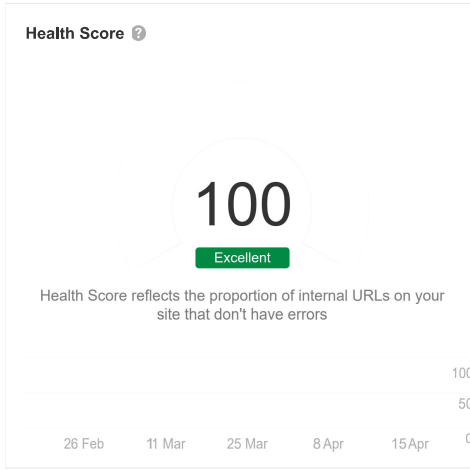 Health Score ?
100
Excellent
Health Score reflects the proportion of internal URLs on your
site that don't have errors
100
50
0
26 Feb 11 Mar 25 Mar 8 Apr 15 Apr